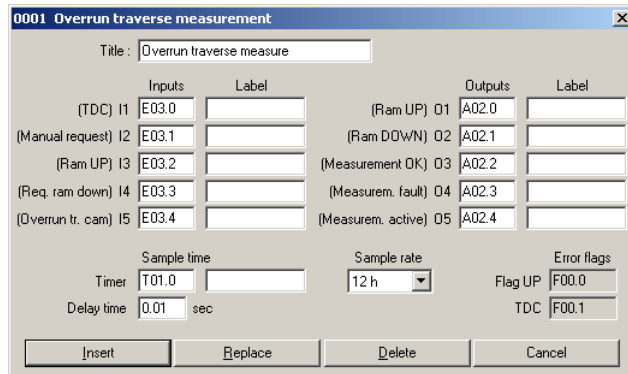 0001 Overrun traverse measurement
Title : Overrun traverse measure
Inputs Label Outputs Label
(TDC) I1 E03.0 (Ram UP) O1 A02.0
(Manual request) I2 E03.1 (Ram DOWN) O2 A02.1
(Ram UP) I3 E03.2 (Measurement OK) O3 A02.2
(Req. ram down) I4 E03.3 (Measurem. fault) O4 A02.3
(Overrun tr. cam) I5 E03.4 (Measurem. active) O5 A02.4
Sample time Sample rate Error flags
Timer T01.0 12 h Flag UP F00.0
Delay time 0.01 sec TDC F00.1
Insert Replace Delete Cancel